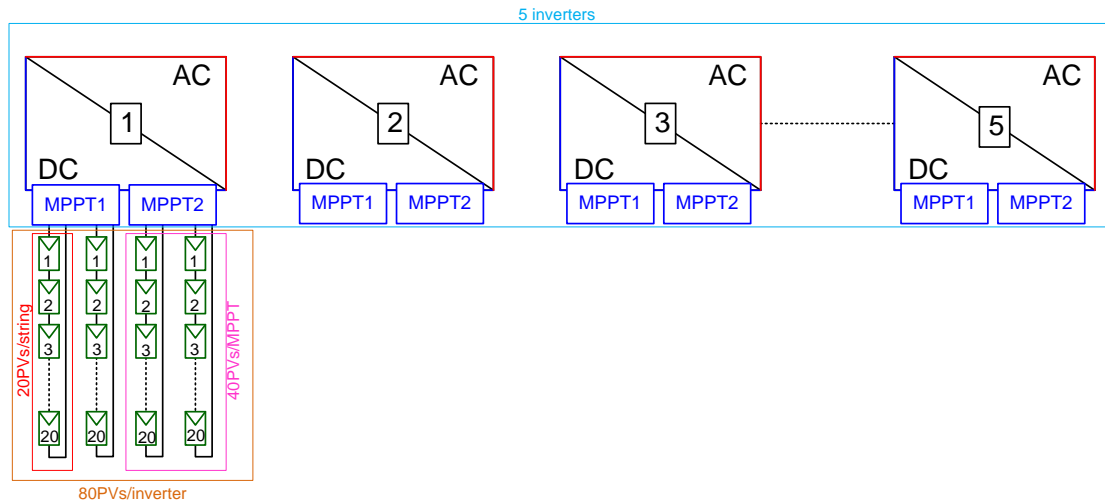 5 inverters
AC
AC
AC
AC
1
2
3
5
DC
DC
DC
DC
MPPT1
MPPT2
MPPT1
MPPT2
MPPT1
MPPT2
MPPT1
MPPT2
1
1
1
1
2
2
2
2
3
3
3
3
20
20
20
20
20PVs/string
40PVs/MPPT
80PVs/inverter